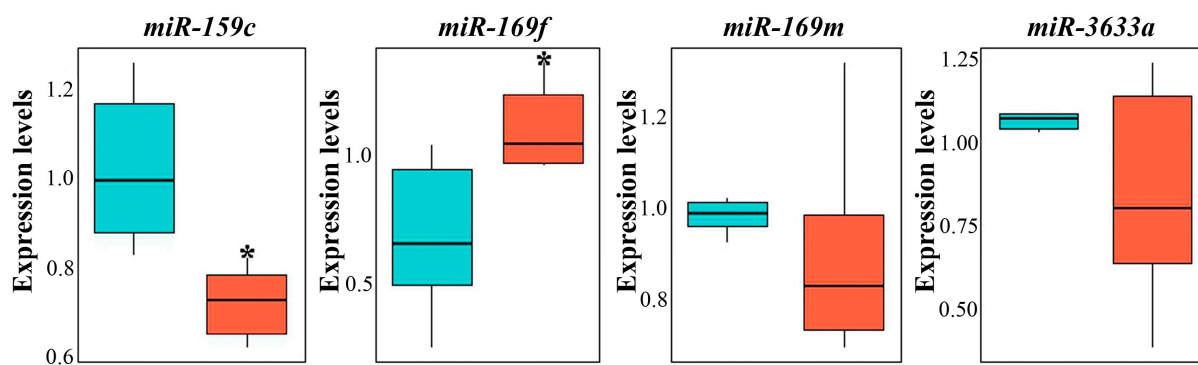 miR-159c
Expression levels
1.2
1.0
0.8
0.6
*
miR-169f
Expression levels
1.0
0.5
*
miR-169m
Expression levels
1.2
1.0
0.8
miR-3633a
Expression levels
1.25
1.00
0.75
0.50